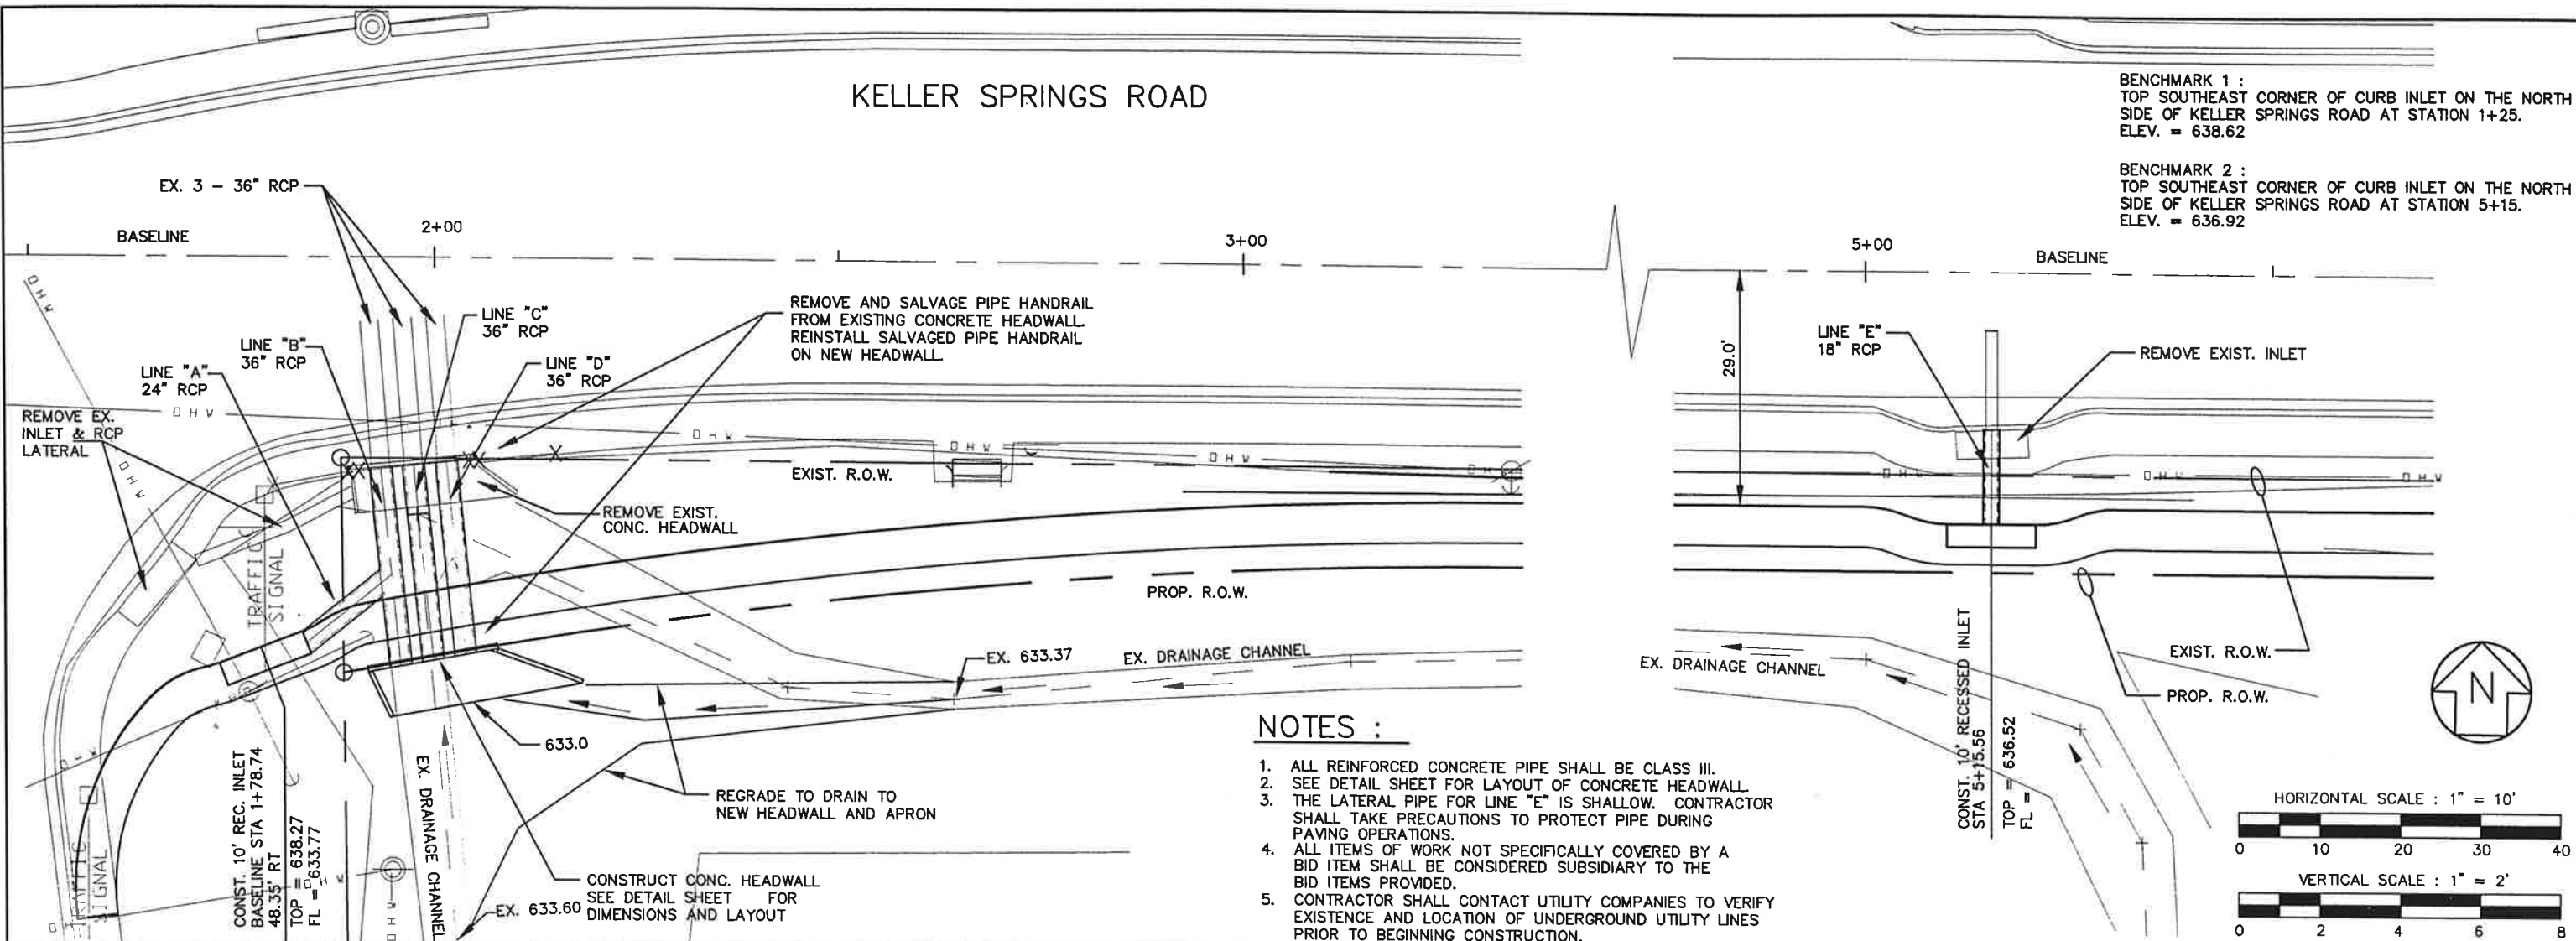 KELLER SPRINGS ROAD
BENCHMARK 1 :
TOP SOUTHEAST CORNER OF CURB INLET ON THE NORTH
SIDE OF KELLER SPRINGS ROAD AT STATION 1+25.
ELEV. = 638.62
BENCHMARK 2 :
TOP SOUTHEAST CORNER OF CURB INLET ON THE NORTH
SIDE OF KELLER SPRINGS ROAD AT STATION 5+15.
ELEV. = 636.92
EX. 3 - 36" RCP
BASELINE
2+00
3+00
5+00
BASELINE
OHW
LINE "C"
36" RCP
LINE "B"
36" RCP
LINE "A"
24" RCP
LINE "D"
36" RCP
REMOVE AND SALVAGE PIPE HANDRAIL
FROM EXISTING CONCRETE HEADWALL.
REINSTALL SALVAGED PIPE HANDRAIL
ON NEW HEADWALL
29.0'
LINE "E"
18" RCP
REMOVE EXIST. INLET
REMOVE EX.
INLET & RCP
LATERAL
OHW
OHW
OHW
OHW
OHW
EXIST. R.O.W.
OHW
OHW
OHW
REMOVE EXIST.
CONC. HEADWALL
TRAFFIC
SIGNAL
PROP. R.O.W.
EX. 633.37
EX. DRAINAGE CHANNEL
EX. DRAINAGE CHANNEL
EXIST. R.O.W.
PROP. R.O.W.
N
633.0
REGRADE TO DRAIN TO
NEW HEADWALL AND APRON
CONST. 10' REC. INLET
BASELINE STA 1+78.74
48.35' RT
TOP = 638.27
FL = 633.77
OHW
OHW
EX. DRAINAGE CHANNEL
TRAFFIC
SIGNAL
CONSTRUCT CONC. HEADWALL
SEE DETAIL SHEET FOR
DIMENSIONS AND LAYOUT
EX. 633.60
CONST. 10' RECESSED INLET
STA 5+15.56
TOP = 636.52
FL =
NOTES :
1. ALL REINFORCED CONCRETE PIPE SHALL BE CLASS III.
2. SEE DETAIL SHEET FOR LAYOUT OF CONCRETE HEADWALL
3. THE LATERAL PIPE FOR LINE "E" IS SHALLOW. CONTRACTOR
SHALL TAKE PRECAUTIONS TO PROTECT PIPE DURING
PAVING OPERATIONS.
4. ALL ITEMS OF WORK NOT SPECIFICALLY COVERED BY A
BID ITEM SHALL BE CONSIDERED SUBSIDIARY TO THE
BID ITEMS PROVIDED.
5. CONTRACTOR SHALL CONTACT UTILITY COMPANIES TO VERIFY
EXISTENCE AND LOCATION OF UNDERGROUND UTILITY LINES
PRIOR TO BEGINNING CONSTRUCTION.
HORIZONTAL SCALE : 1" = 10'
0 10 20 30 40
VERTICAL SCALE : 1" = 2'
0 2 4 6 8